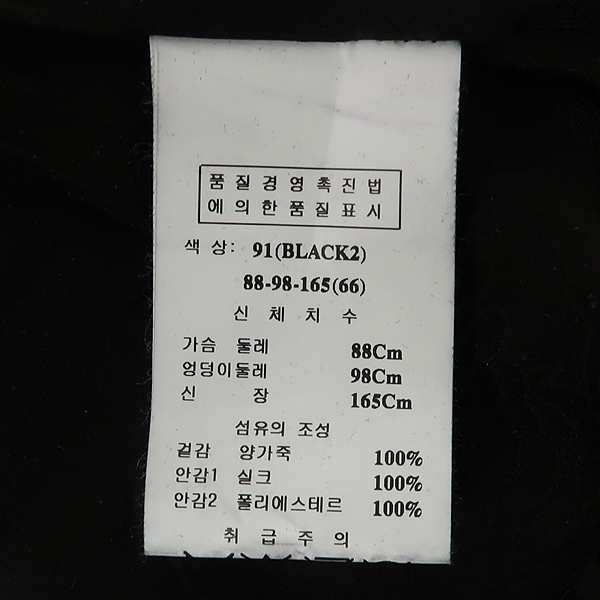 품질경영촉진법
에의한품질표시
색상: 91(BLACK2)
88-98-165(66)
신체치수
가슴 둘레 88Cm
엉덩이둘레 98Cm
신 장 165Cm
섬유의 조성
겉감 양가죽 100%
안감1 실크 100%
안감2 폴리에스테르 100%
취급주의